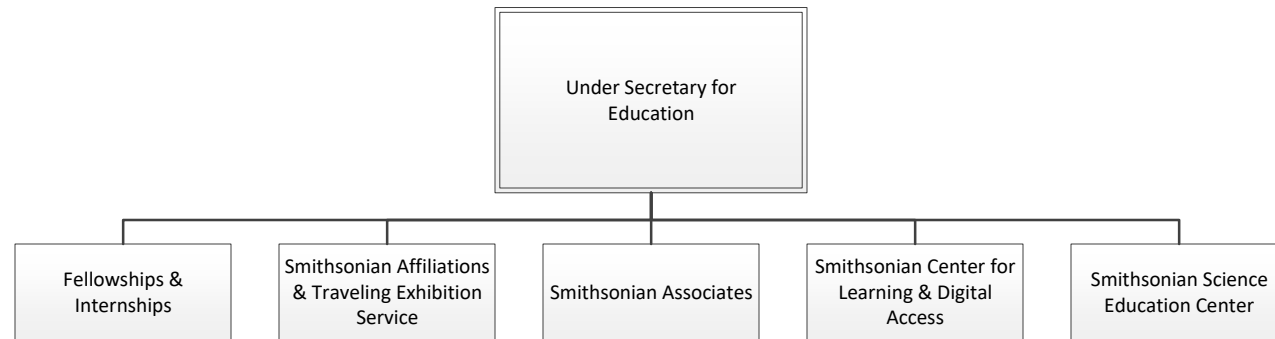 Under Secretary for
Education
Fellowships &
Internships
Smithsonian Affiliations
& Traveling Exhibition
Service
Smithsonian Associates
Smithsonian Center for
Learning & Digital
Access
Smithsonian Science
Education Center